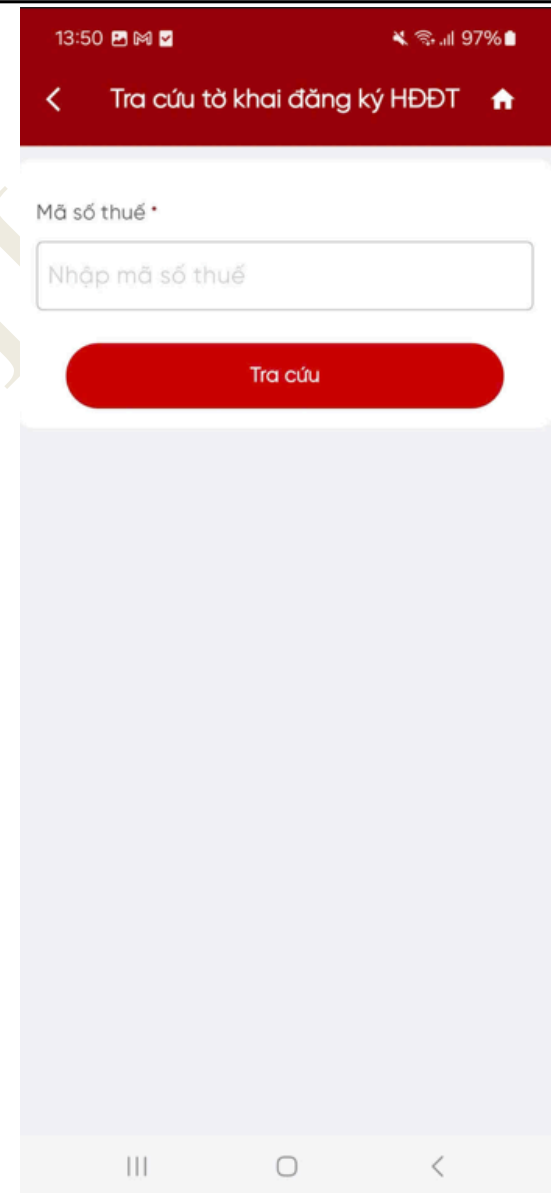 13:50
97%
Tra cứu tờ khai đăng ký HĐĐT
Mã số thuế *
Nhập mã số thuế
Tra cứu